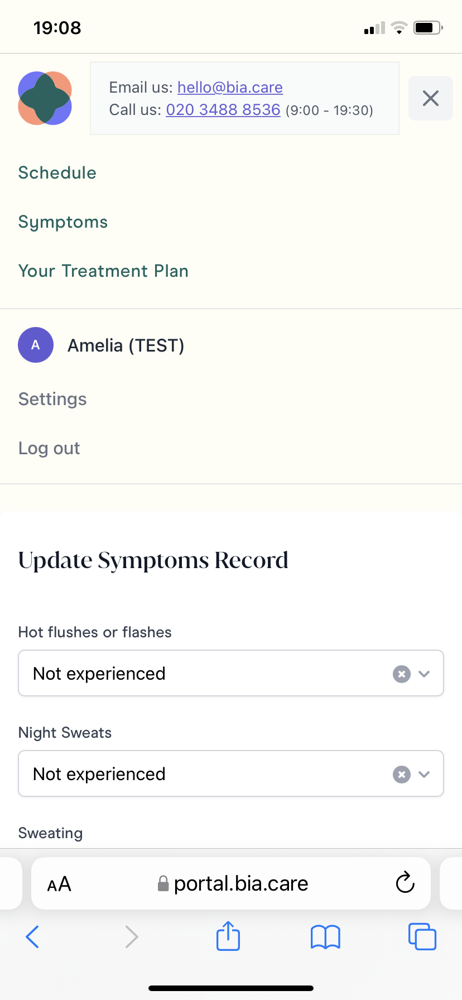 19:08
Email us: hello@bia.care
Call us: 020 3488 8536 (9:00 - 19:30)
Schedule
Symptoms
Your Treatment Plan
A
Amelia (TEST)
Settings
Log out
Update Symptoms Record
Hot flushes or flashes
Not experienced
Night Sweats
Not experienced
Sweating
AA
portal.bia.care